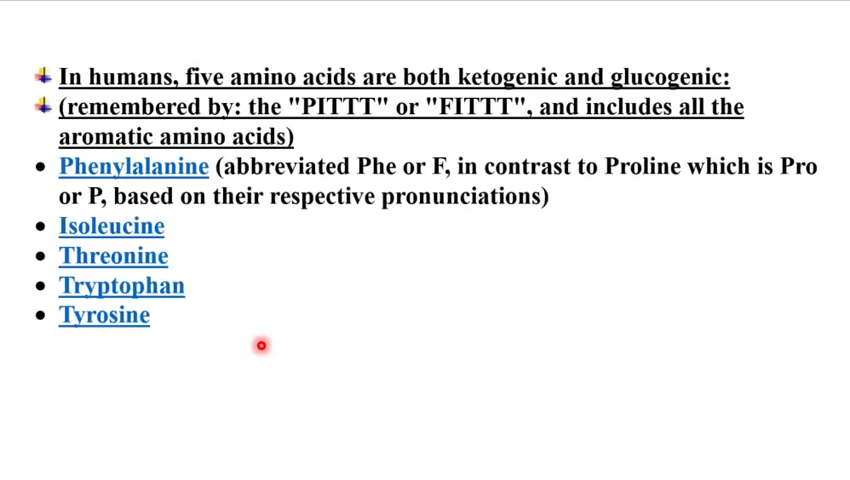 In humans, five amino acids are both ketogenic and glucogenic:
(remembered by: the "PITTT" or "FITTT", and includes all the
aromatic amino acids)
Phenylalanine (abbreviated Phe or F, in contrast to Proline which is Pro
or P, based on their respective pronunciations)
Isoleucine
Threonine
Tryptophan
Tyrosine